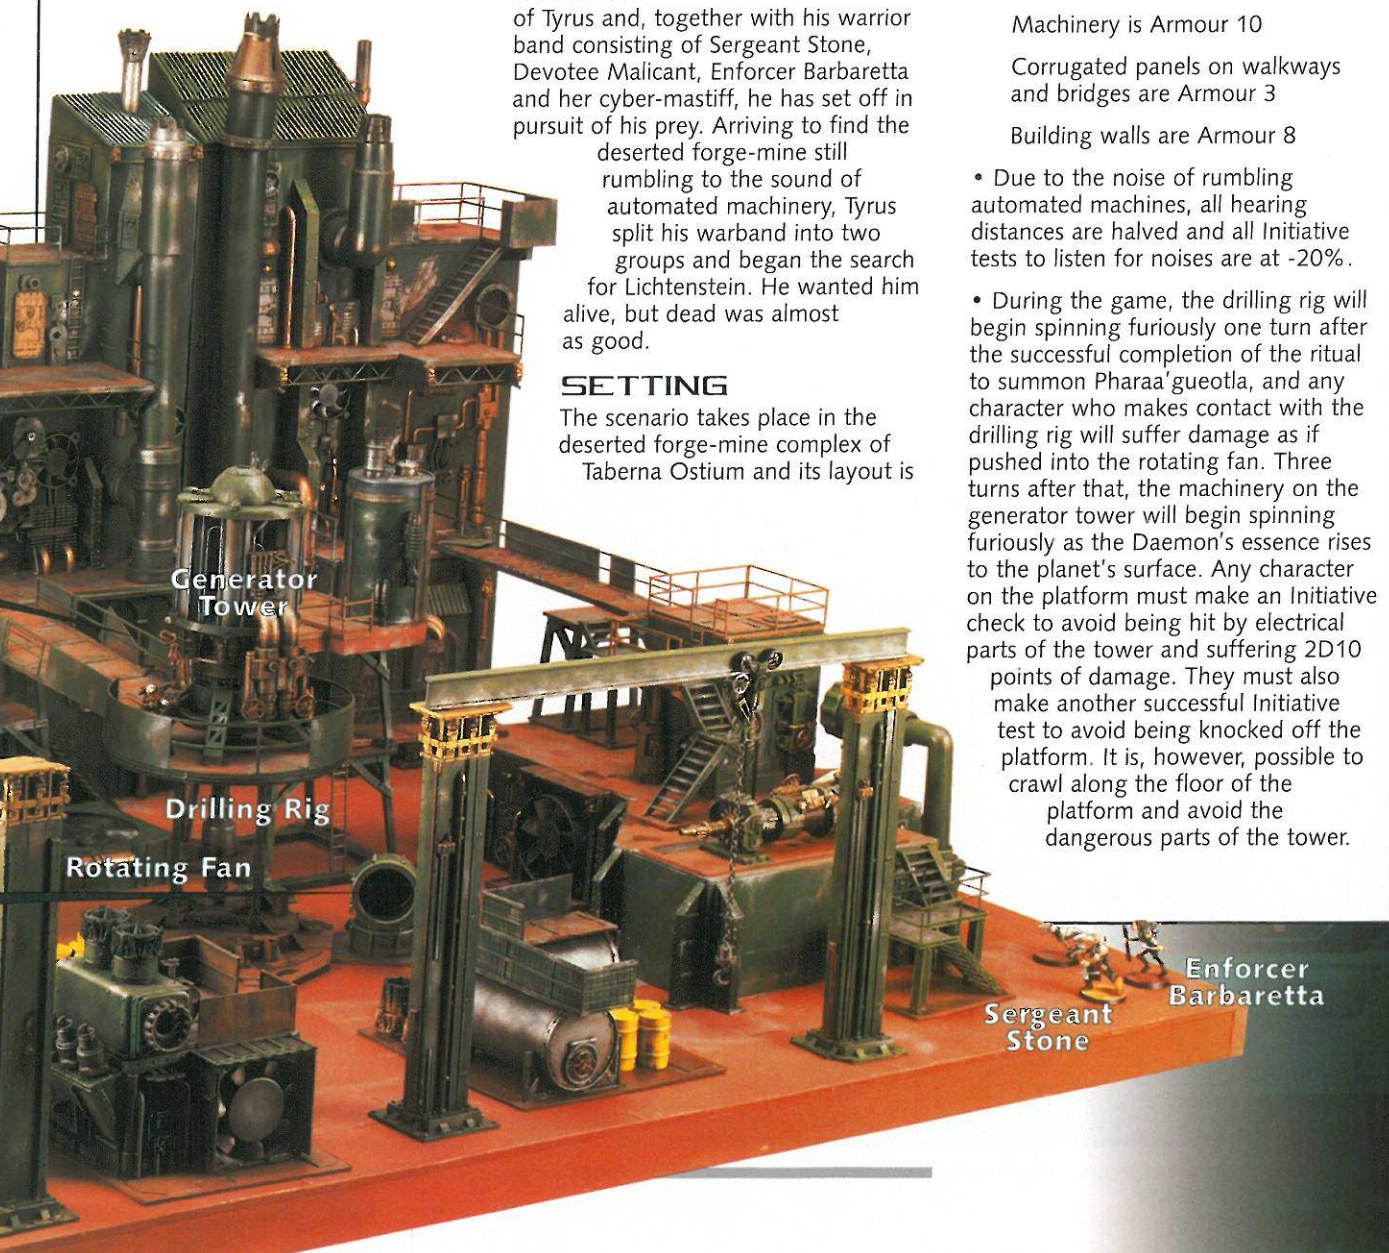 of Tyrus and, together with his warrior
band consisting of Sergeant Stone,
Devotee Malicant, Enforcer Barbaretta
and her cyber-mastiff, he has set off in
pursuit of his prey. Arriving to find the
deserted forge-mine still
rumbling to the sound of
automated machinery, Tyrus
split his warband into two
groups and began the search
for Lichtenstein. He wanted him
alive, but dead was almost
as good.
SETTING
The scenario takes place in the
deserted forge-mine complex of
Taberna Ostium and its layout is
Machinery is Armour 10
Corrugated panels on walkways
and bridges are Armour 3
Building walls are Armour 8
• Due to the noise of rumbling
automated machines, all hearing
distances are halved and all Initiative
tests to listen for noises are at -20%.
• During the game, the drilling rig will
begin spinning furiously one turn after
the successful completion of the ritual
to summon Pharaa'gueotla, and any
character who makes contact with the
drilling rig will suffer damage as if
pushed into the rotating fan. Three
turns after that, the machinery on the
generator tower will begin spinning
furiously as the Daemon's essence rises
to the planet's surface. Any character
on the platform must make an Initiative
check to avoid being hit by electrical
parts of the tower and suffering 2D10
points of damage. They must also
make another successful Initiative
test to avoid being knocked off the
platform. It is, however, possible to
crawl along the floor of the
platform and avoid the
dangerous parts of the tower.
Generator
Tower
Drilling Rig
Rotating Fan
Enforcer
Barbaretta
Sergeant
Stone